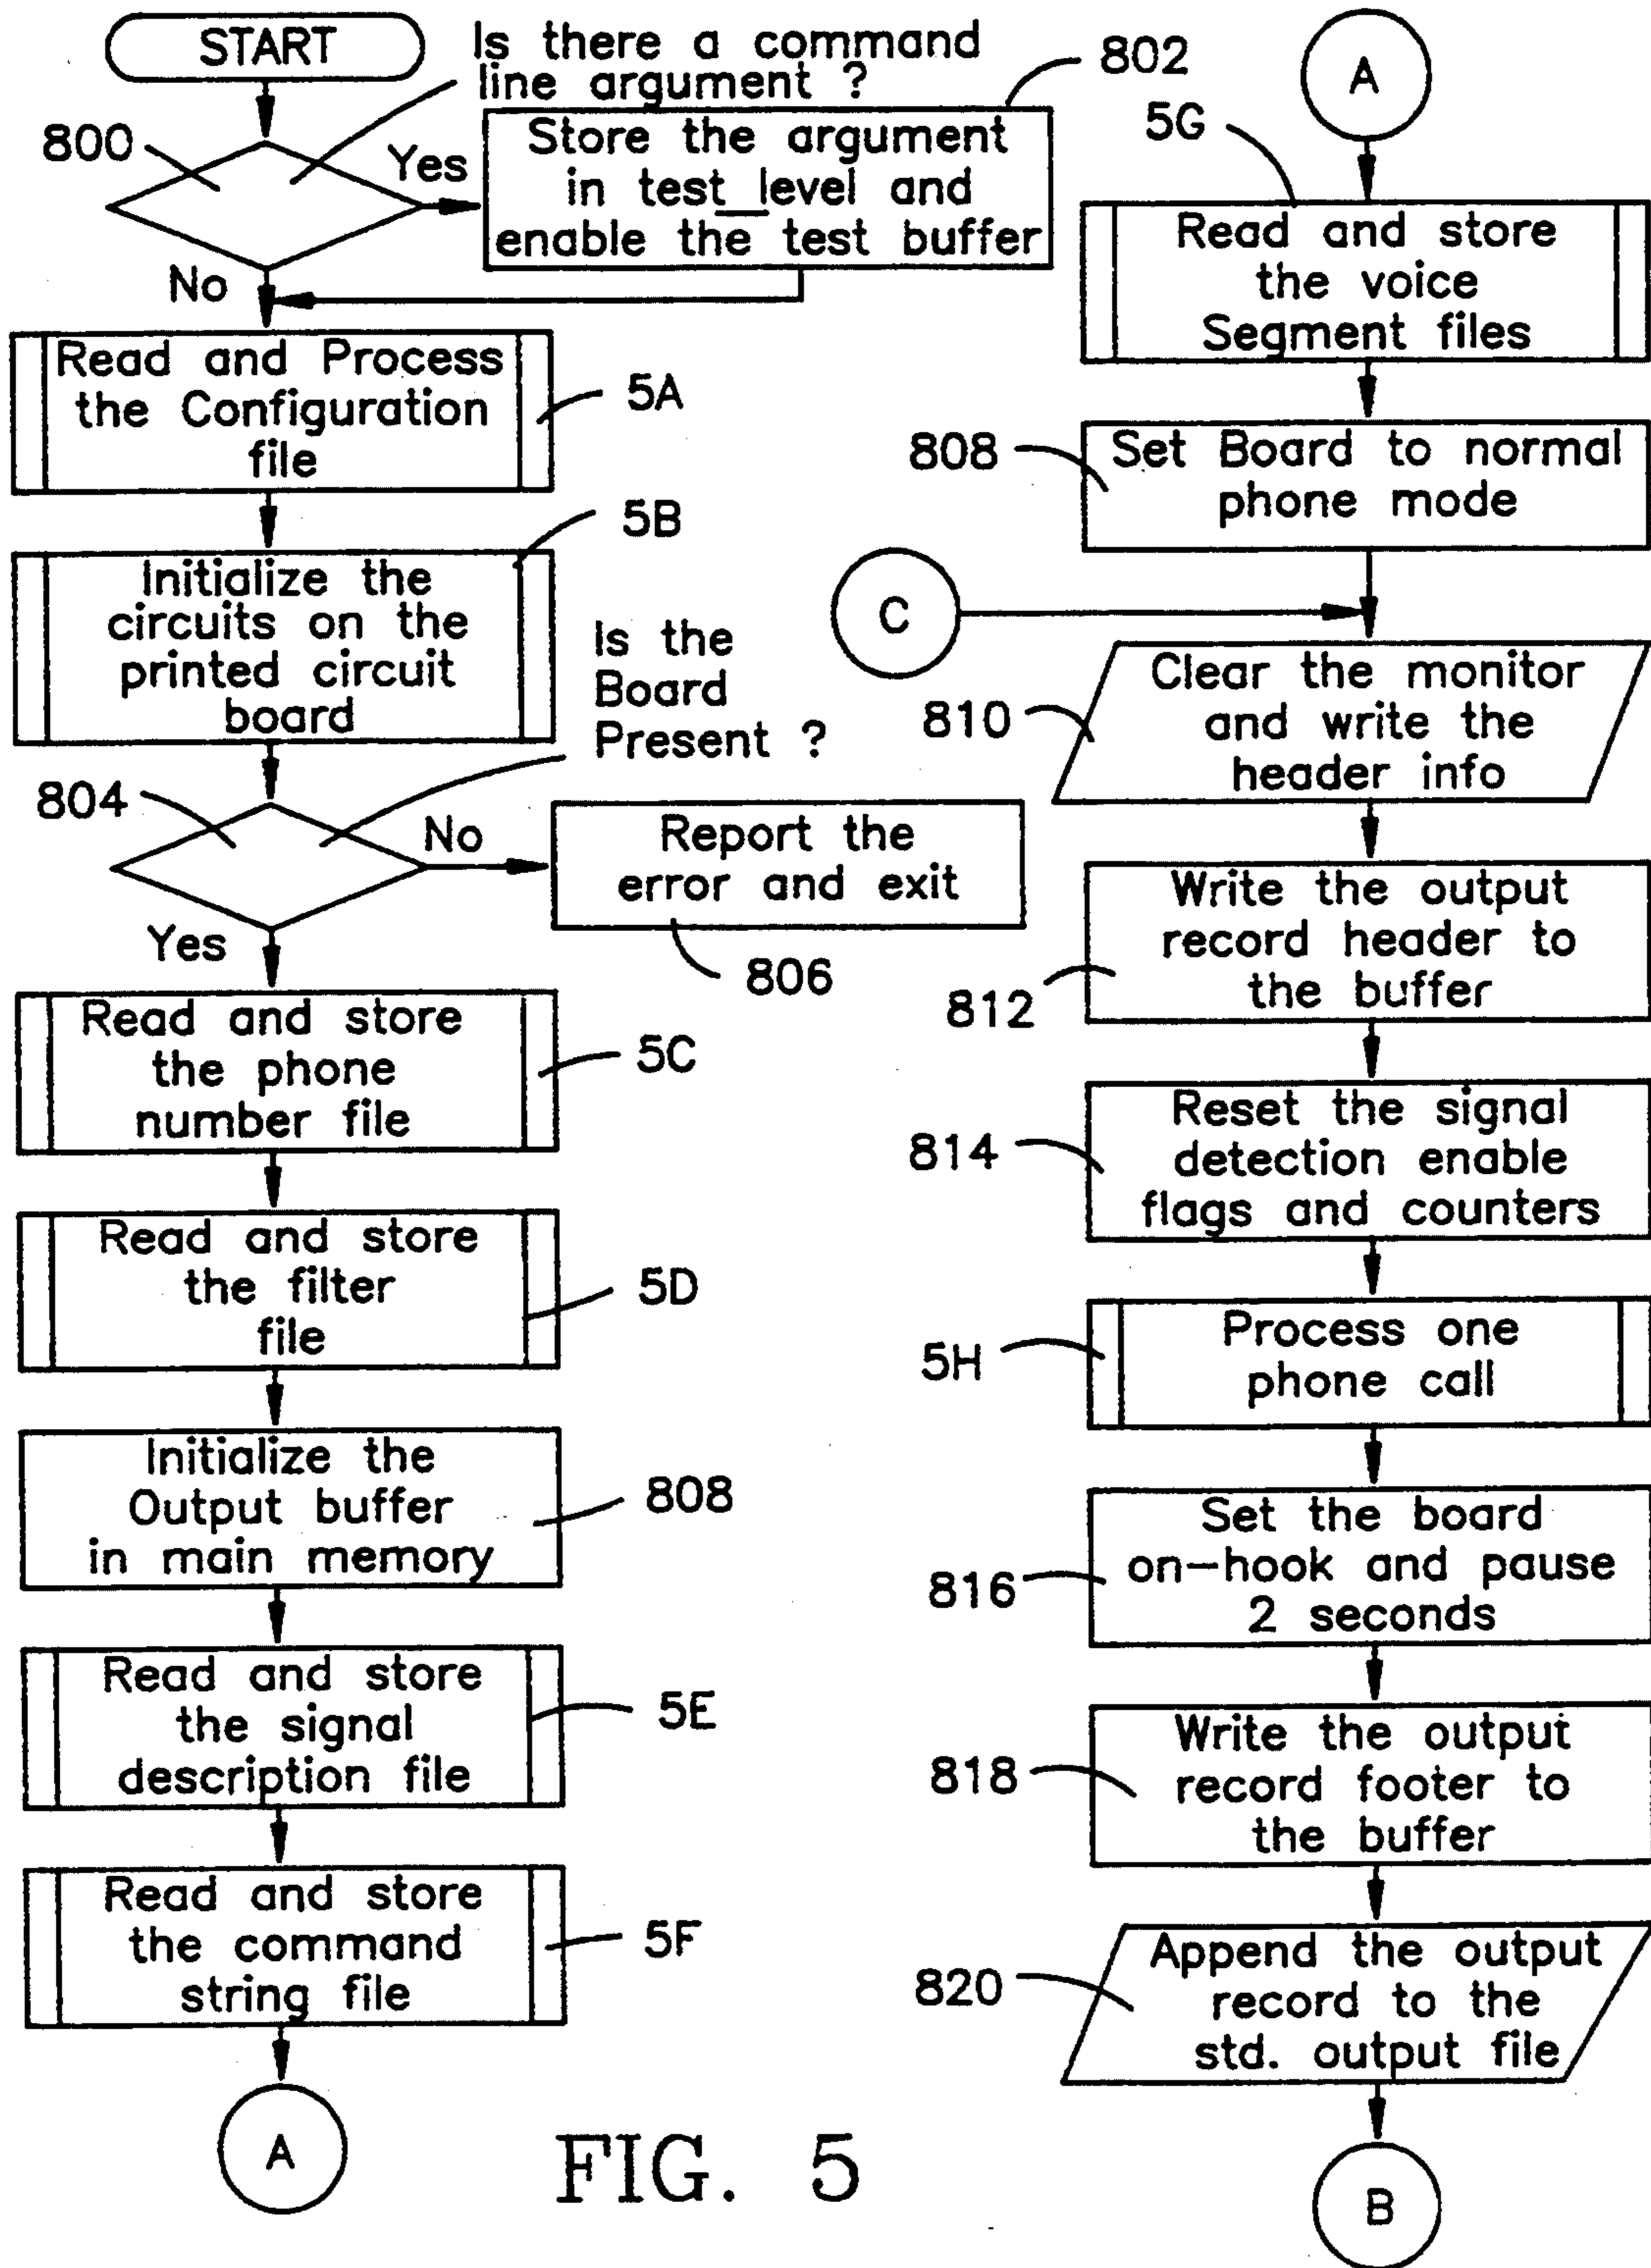 START
Is there a command
line argument ?
800
Yes
802
Store the argument
in test_level and
enable the test buffer
No
Read and Process
the Configuration
file
5A
5B
Initialize the
circuits on the
printed circuit
board
Is the
Board
Present ?
804
No
Report the
error and exit
806
Yes
Read and store
the phone
number file
5C
Read and store
the filter
file
5D
Initialize the
Output buffer
in main memory
808
Read and store
the signal
description file
5E
Read and store
the command
string file
5F
A
A
5G
Read and store
the voice
Segment files
808
Set Board to normal
phone mode
C
810
Clear the monitor
and write the
header info
812
Write the output
record header to
the buffer
814
Reset the signal
detection enable
flags and counters
5H
Process one
phone call
816
Set the board
on-hook and pause
2 seconds
818
Write the output
record footer to
the buffer
820
Append the output
record to the
std. output file
B
FIG. 5